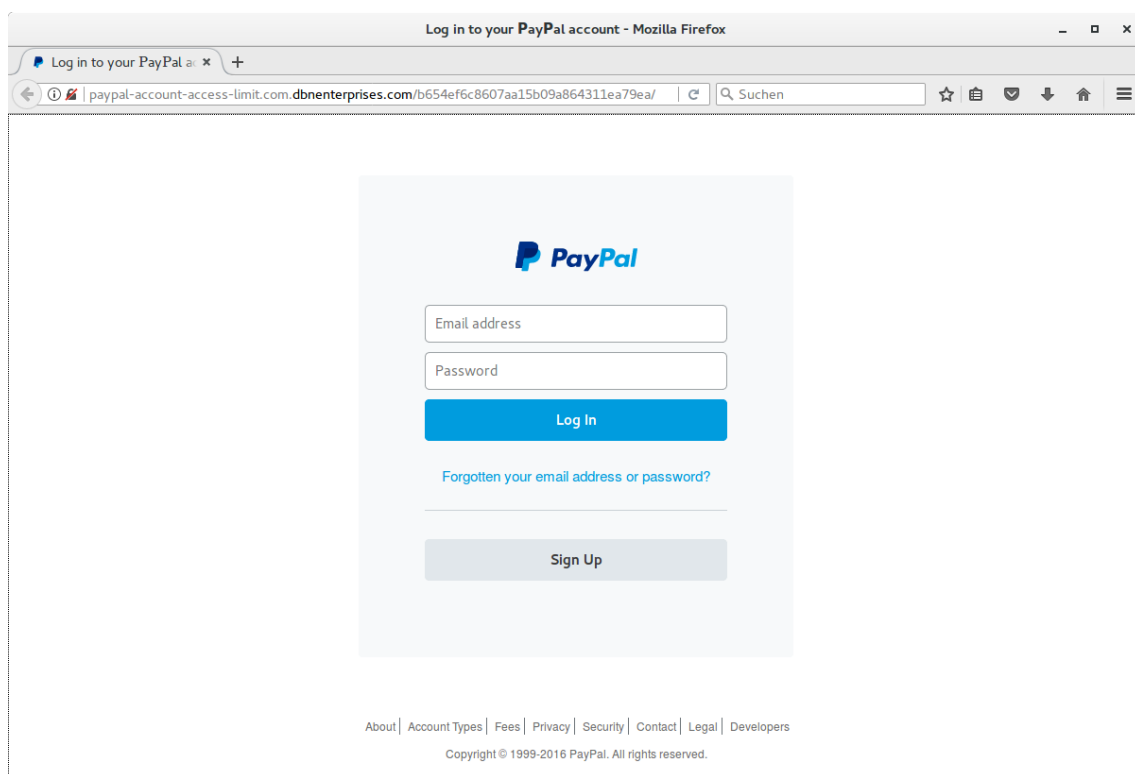 Log in to your PayPal account - Mozilla Firefox
Log in to your PayPal a
paypal-account-access-limit.com.dbnenterprises.com/b654ef6c8607aa15b09a864311ea79ea/
Suchen
PayPal
Email address
Password
Log In
Forgotten your email address or password?
Sign Up
About | Account Types | Fees | Privacy | Security | Contact | Legal | Developers
Copyright © 1999-2016 PayPal. All rights reserved.